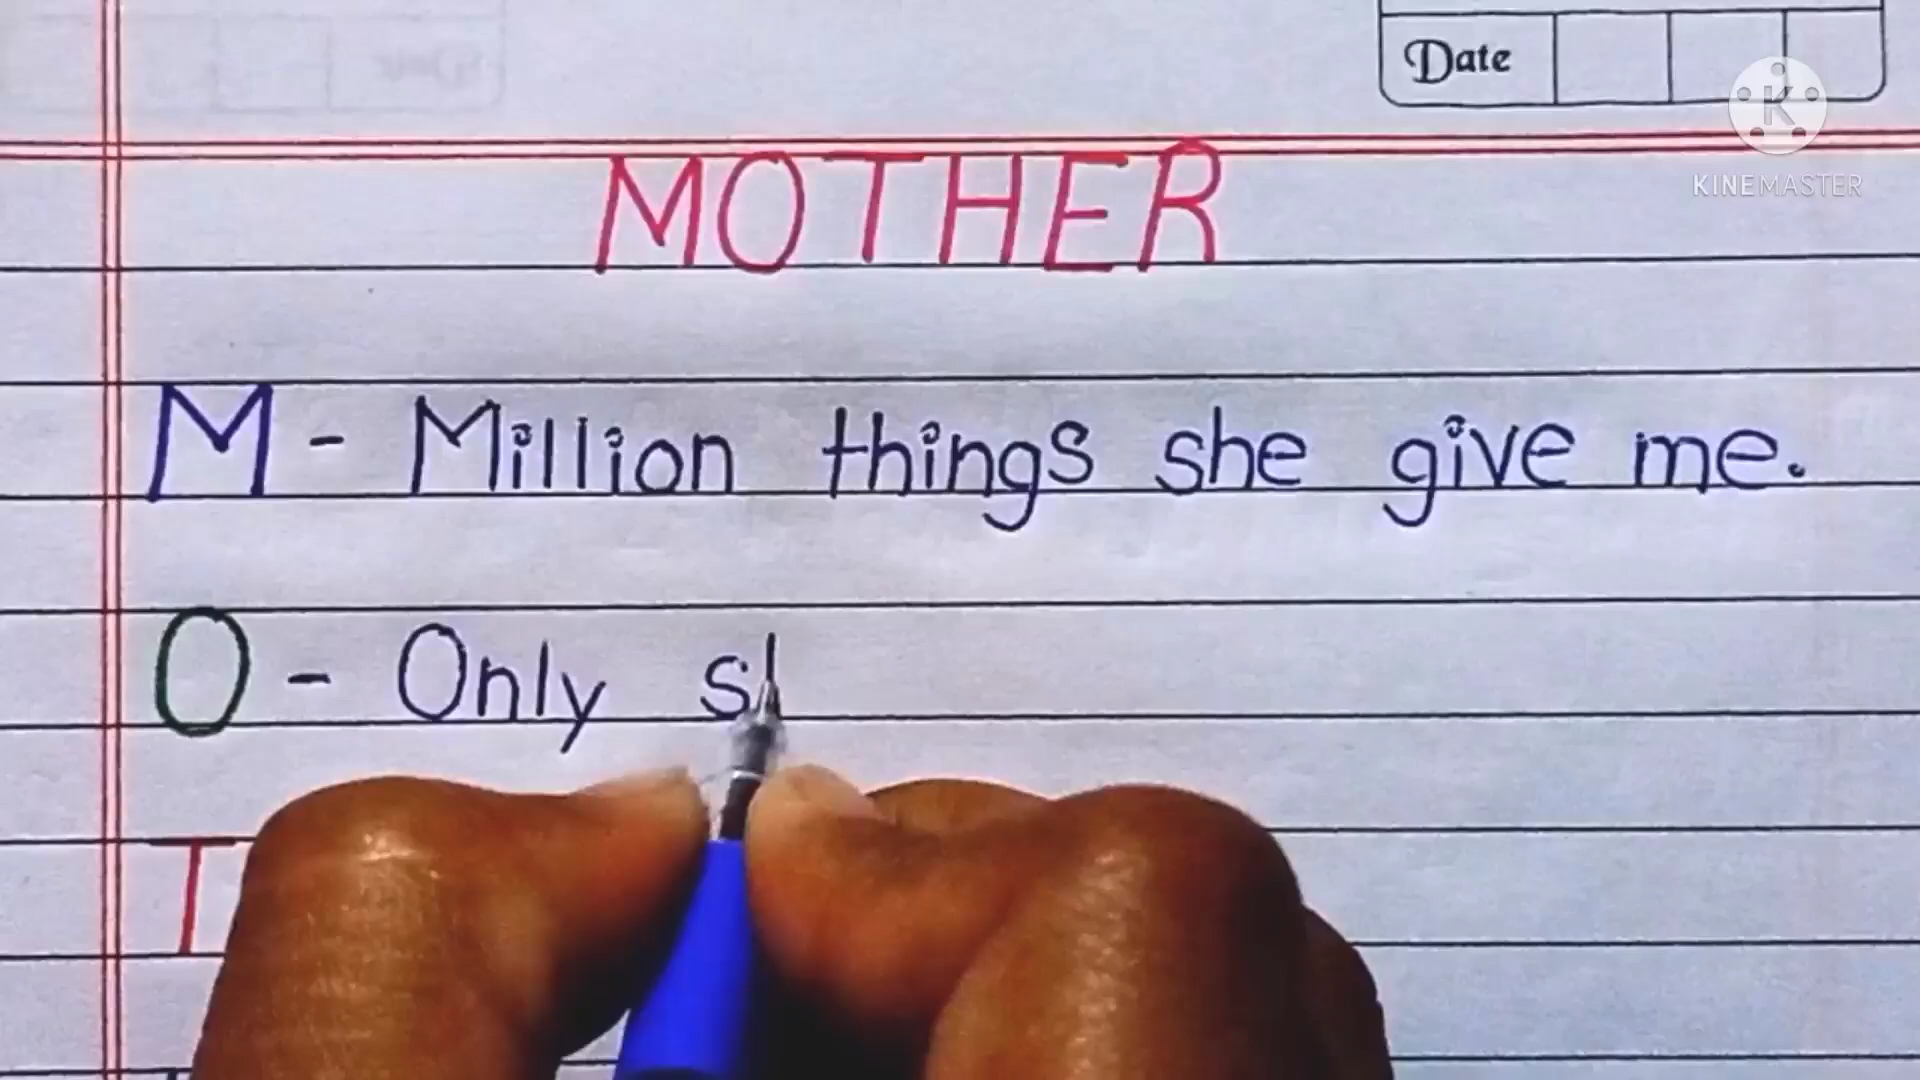 Date
KINEMASTER
MOTHER
M - Million things she give me.
O - Only
T